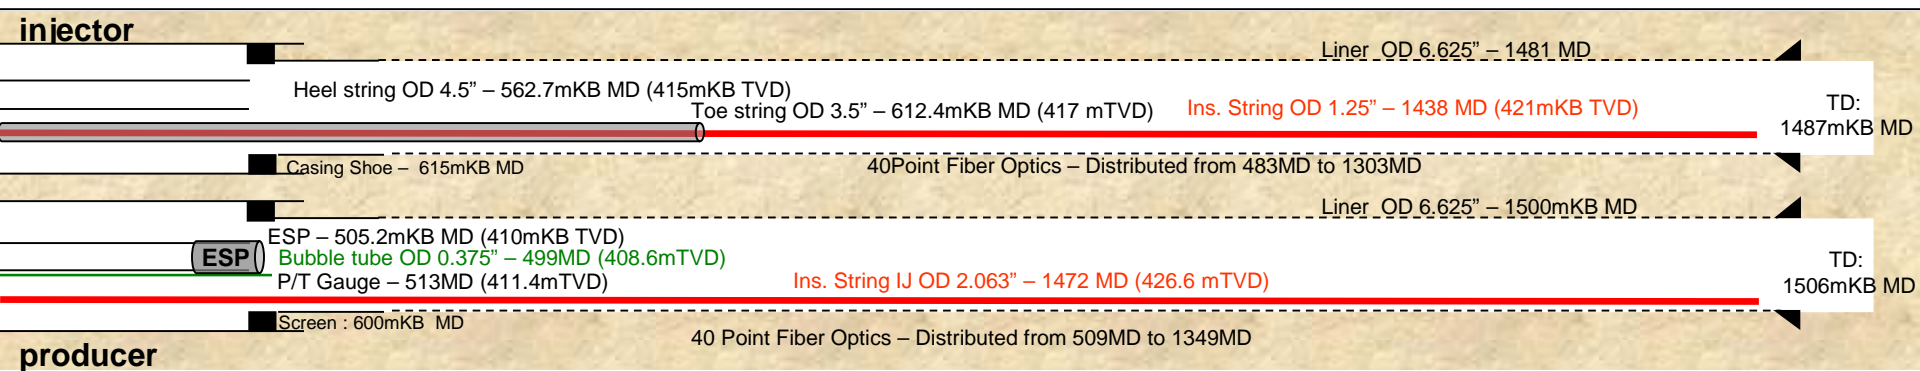 injector
Liner OD 6.625” – 1481 MD
Heel string OD 4.5” – 562.7mKB MD (415mKB TVD)
Toe string OD 3.5” – 612.4mKB MD (417 mTVD)
Ins. String OD 1.25” – 1438 MD (421mKB TVD)
TD:
1487mKB MD
Casing Shoe – 615mKB MD
40Point Fiber Optics – Distributed from 483MD to 1303MD
Liner OD 6.625” – 1500mKB MD
ESP – 505.2mKB MD (410mKB TVD)
ESP
Bubble tube OD 0.375” – 499MD (408.6mTVD)
P/T Gauge – 513MD (411.4mTVD)
Ins. String IJ OD 2.063” – 1472 MD (426.6 mTVD)
TD:
1506mKB MD
Screen : 600mKB MD
40 Point Fiber Optics – Distributed from 509MD to 1349MD
producer